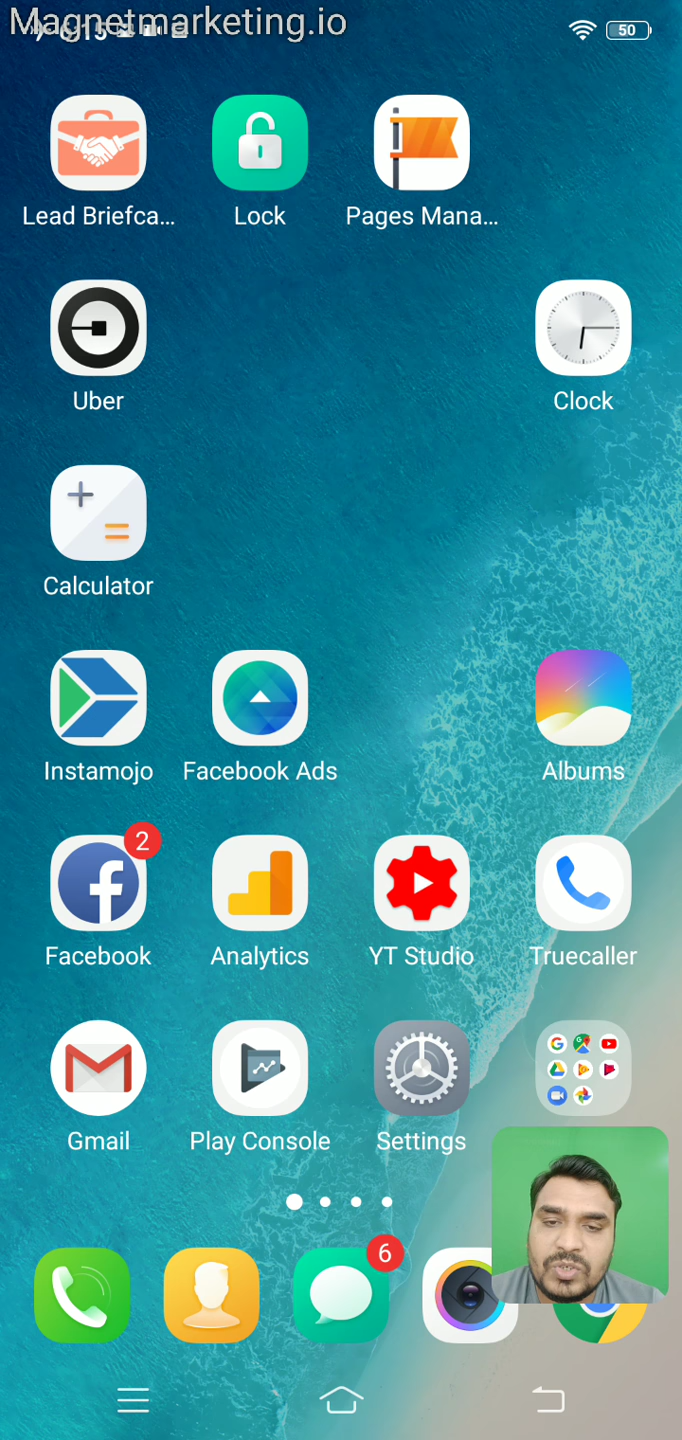 Magnetmarketing.io
50
Lead Briefca...
Lock
Pages Mana...
Uber
Clock
Calculator
Instamojo
Facebook Ads
Albums
2
Facebook
Analytics
YT Studio
Truecaller
Gmail
Play Console
Settings
6